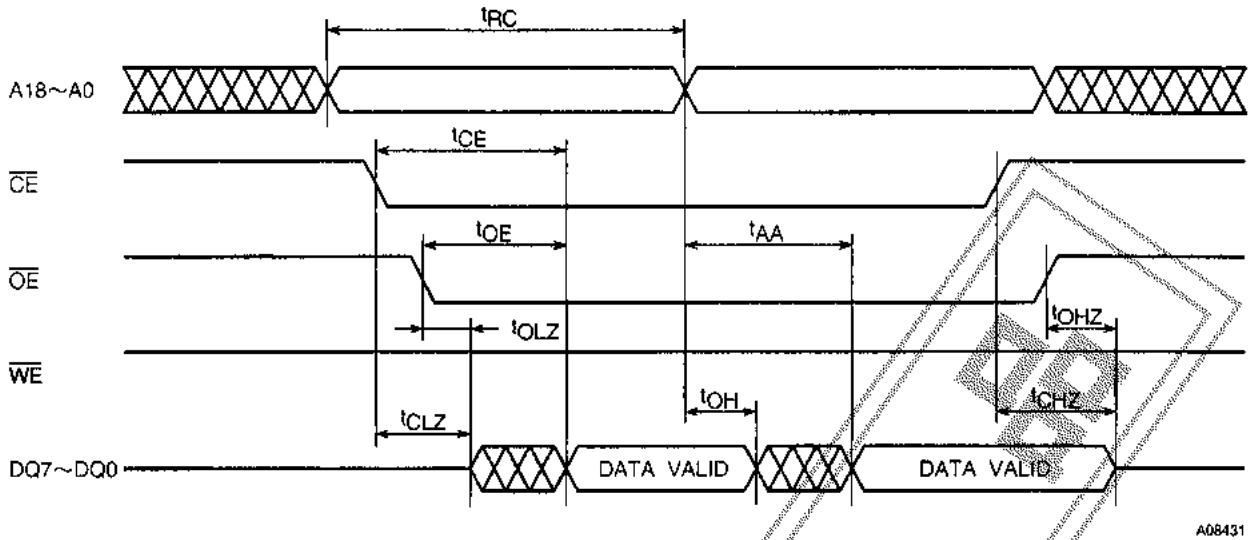 tRC
A18~A0
tCE
CE
tOE
tAA
OE
tOLZ
tOHZ
WE
tOH
tCHZ
tCLZ
DQ7~DQ0
DATA VALID
DATA VALID
A08431